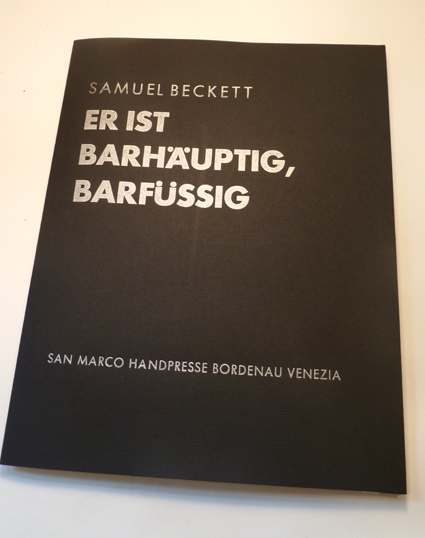 SAMUEL BECKETT
ER IST
BARHÄUPTIG,
BARFÜSSIG
SAN MARCO HANDPRESSE BORDENAU VENEZIA